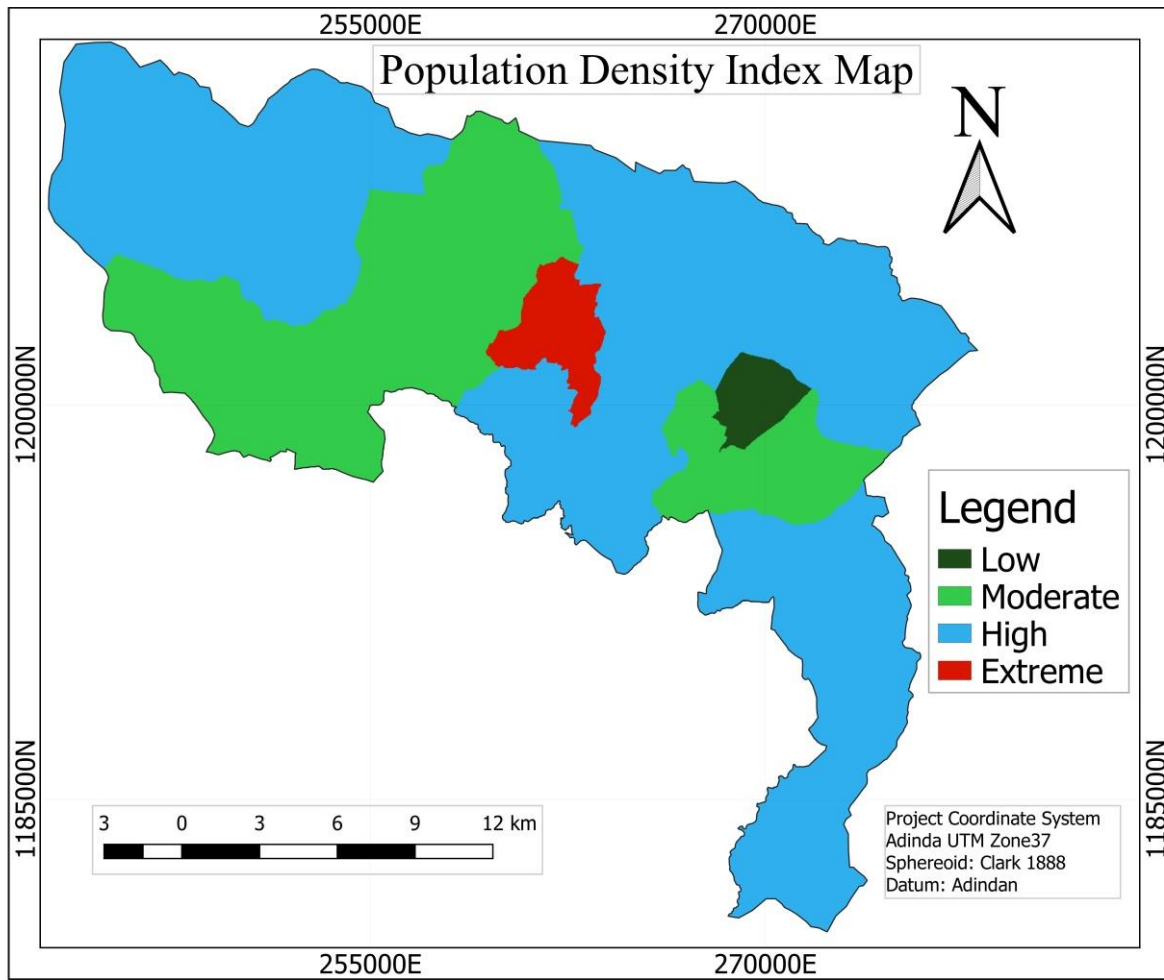 255000E 270000E
Population Density Index Map
N
1200000N 1200000N
Legend
Low
Moderate
High
Extreme
1185000N 1185000N
3 0 3 6 9 12 km
Project Coordinate System
Adinda UTM Zone37
Sphereoid: Clark 1888
Datum: Adindan
255000E 270000E